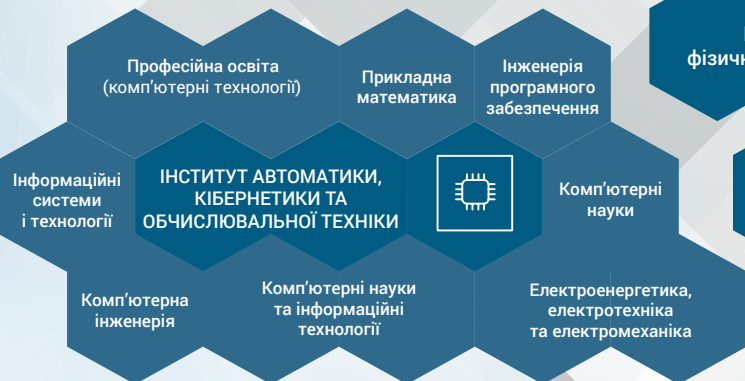 Професійна освіта
(комп’ютерні технології)
Прикладна
математика
Інженерія
програмного
забезпечення
фізичн
Інформаційні
системи
і технології
ІНСТИТУТ АВТОМАТИКИ,
КІБЕРНЕТИКИ ТА
ОБЧИСЛЮВАЛЬНОЇ ТЕХНІКИ
Комп’ютерні
науки
Комп’ютерна
інженерія
Комп’ютерні науки
та інформаційні
технології
Електроенергетика,
електротехніка
та електромеханіка